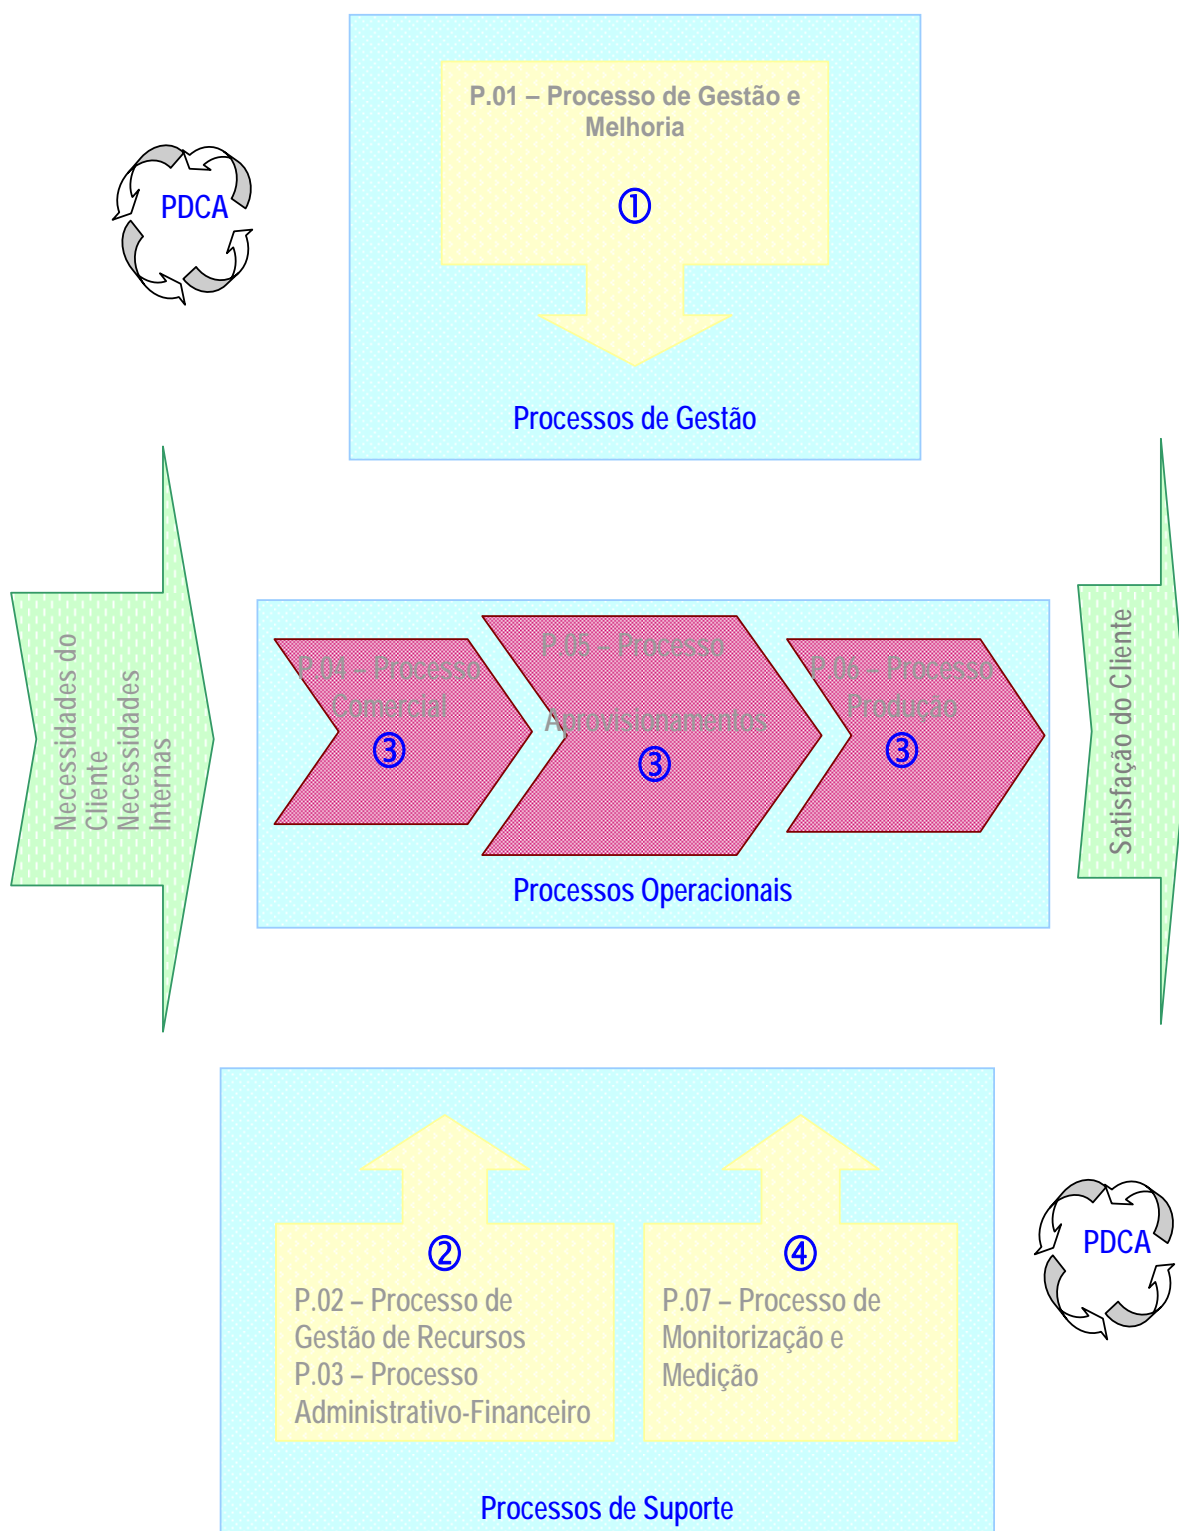 P.01 – Processo de Gestão e
Melhoria
①
PDCA
Processos de Gestão
Necessidades do
Cliente
Necessidades
Internas
P.04 – Processo
Comercial
③
P.05 – Processo
Aprovisionamentos
③
P.06 – Processo
Produção
③
Processos Operacionais
Satisfação do Cliente
②
P.02 – Processo de
Gestão de Recursos
P.03 – Processo
Administrativo-Financeiro
④
P.07 – Processo de
Monitorização e
Medição
PDCA
Processos de Suporte